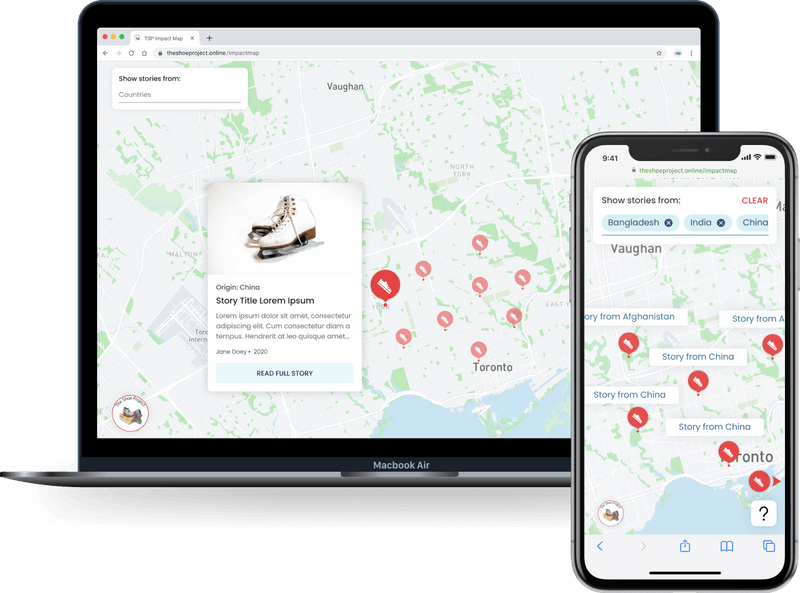 TSP Impact Map
theshoeproject.online/impactmap
Show stories from:
Countries
Vaughan
NORTH
YORK
MALTON
Origin: China
Story Title Lorem Ipsum
Lorem ipsum dolor sit amet, consectetur
adipiscing elit. Cum consectetur diam a
tempus. Hendrerit at leo quisque amet...
Jane Doey • 2020
READ FULL STORY
EAST Y
Toronto
The Shoe Project
Macbook Air
9:41
theshoeproject.online/impactmap
Show stories from:
CLEAR
Bangladesh
India
China
Vaughan
ory from Afghanistan
Story from A
Story from China
Story from China
Story from China
ronto
?